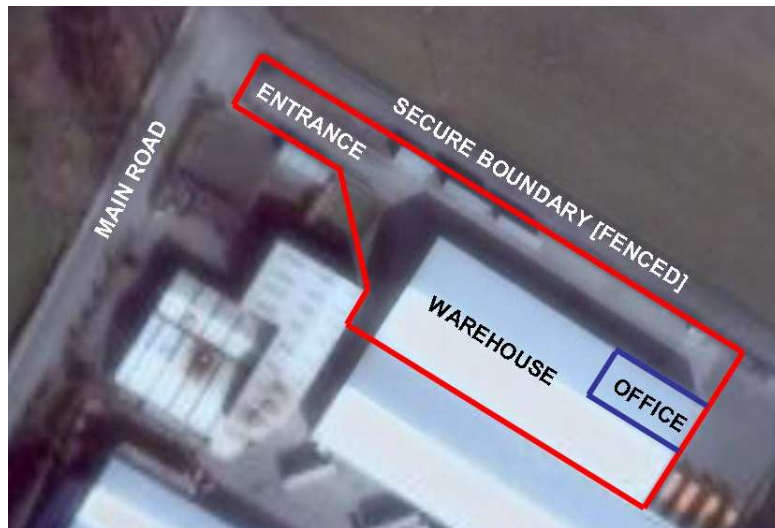 ENTRANCE
SECURE BOUNDARY [FENCED]
MAIN ROAD
WAREHOUSE
OFFICE